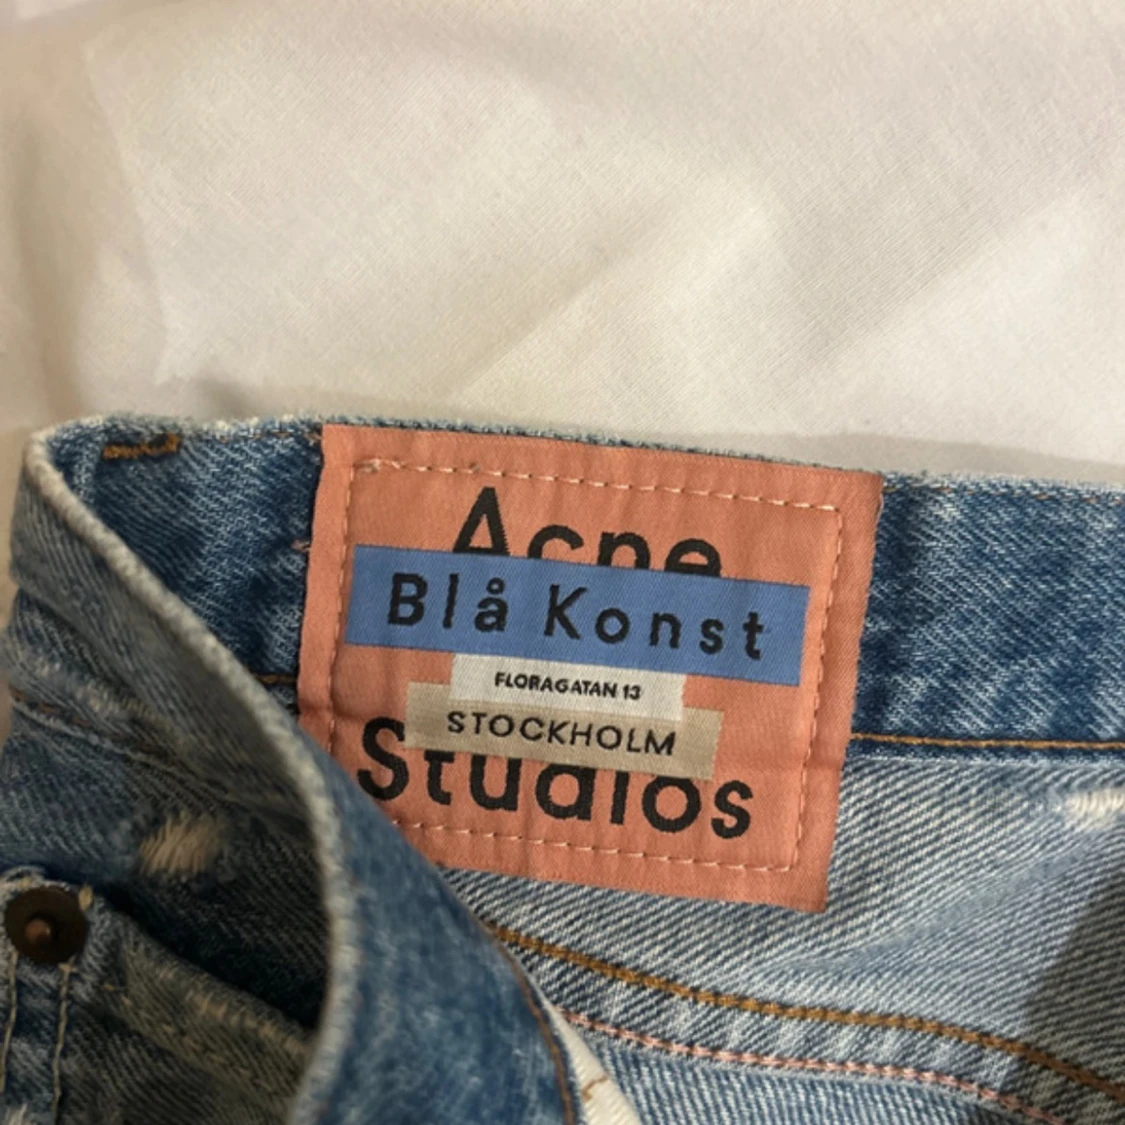 Acne
Blå Konst
FLORAGATAN 13
STOCKHOLM
Studios